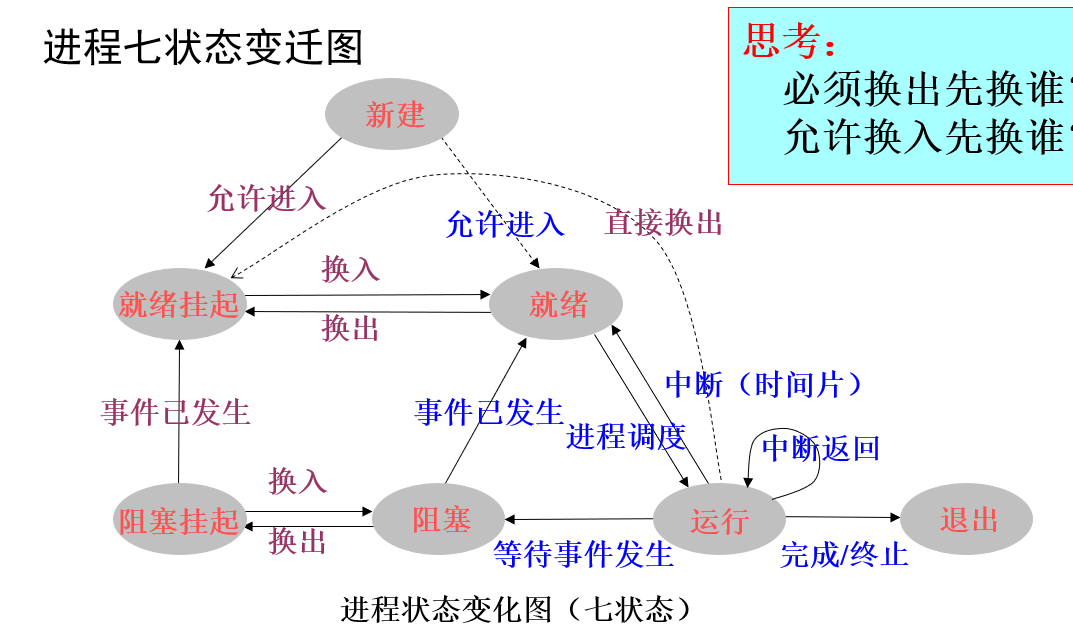 进程七状态变迁图
思考：
必须换出先换谁
允许换入先换谁
新建
允许进入
允许进入
直接换出
换入
就绪挂起
就绪
换出
中断（时间片）
事件已发生
事件已发生
进程调度
中断返回
换入
阻塞挂起
阻塞
运行
退出
换出
等待事件发生
完成/终止
进程状态变化图（七状态）